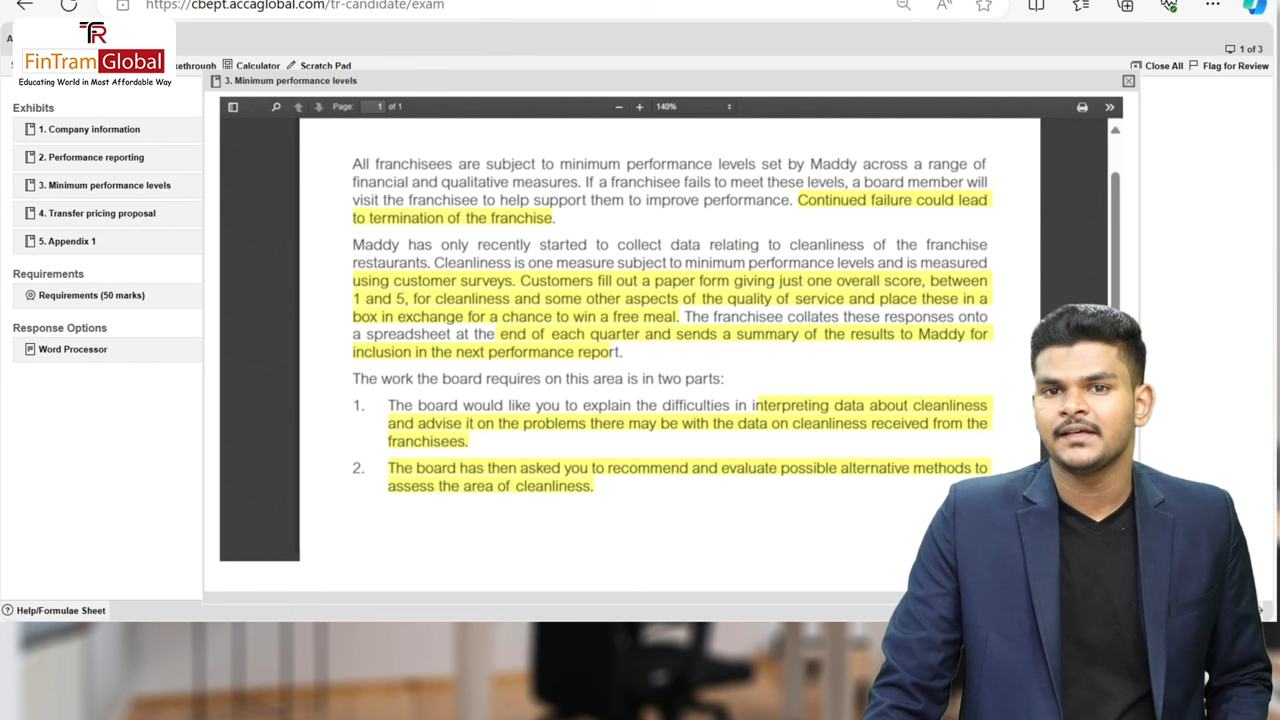 https://cbept.accaglobal.com/tr-candidate/exam
FR
FinTram Global
Educating World in Most Affordable Way
1 of 3
kethrough Calculator Scratch Pad
Close All Flag for Review
3. Minimum performance levels
Exhibits
1. Company information
2. Performance reporting
3. Minimum performance levels
4. Transfer pricing proposal
5. Appendix 1
Requirements
Requirements (50 marks)
Response Options
Word Processor
Page: 1 of 1
140%
All franchisees are subject to minimum performance levels set by Maddy across a range of
financial and qualitative measures. If a franchisee fails to meet these levels, a board member will
visit the franchisee to help support them to improve performance. Continued failure could lead
to termination of the franchise.
Maddy has only recently started to collect data relating to cleanliness of the franchise
restaurants. Cleanliness is one measure subject to minimum performance levels and is measured
using customer surveys. Customers fill out a paper form giving just one overall score, between
1 and 5, for cleanliness and some other aspects of the quality of service and place these in a
box in exchange for a chance to win a free meal. The franchisee collates these responses onto
a spreadsheet at the end of each quarter and sends a summary of the results to Maddy for
inclusion in the next performance report.
The work the board requires on this area is in two parts:
1. The board would like you to explain the difficulties in interpreting data about cleanliness
and advise it on the problems there may be with the data on cleanliness received from the
franchisees.
2. The board has then asked you to recommend and evaluate possible alternative methods to
assess the area of cleanliness.
Help/Formulae Sheet